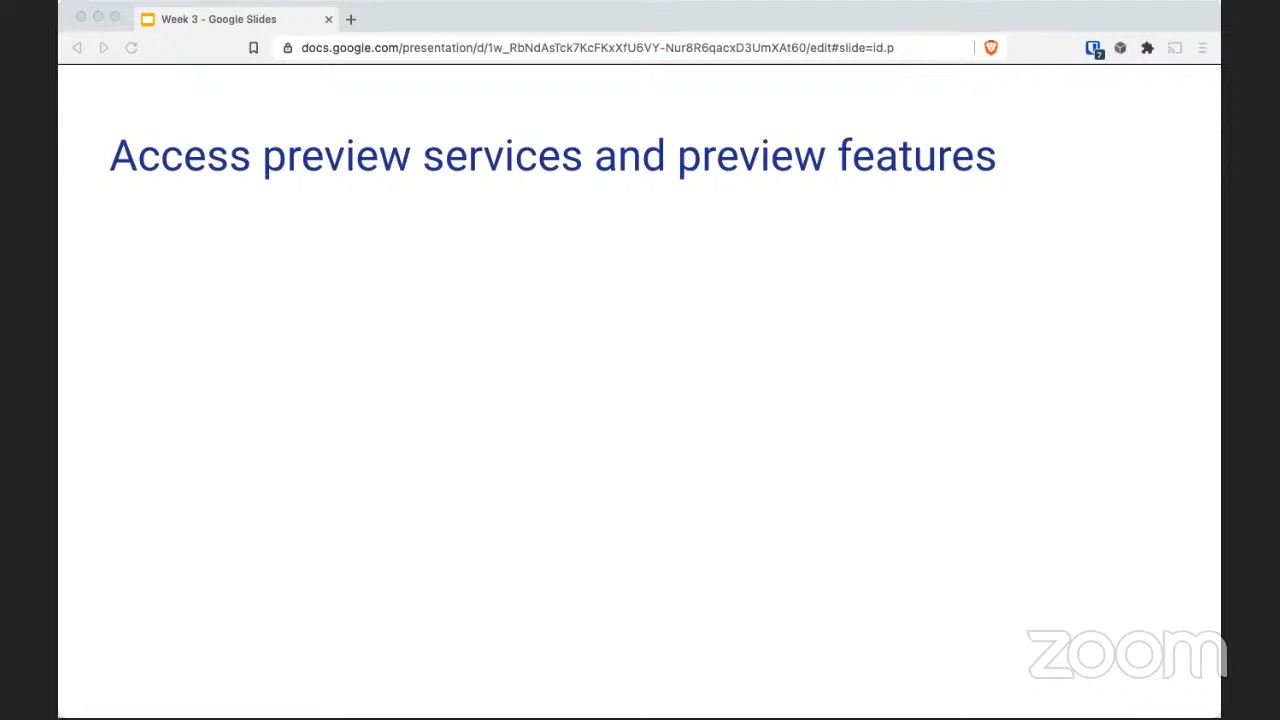 Week 3 - Google Slides
docs.google.com/presentation/d/1w_RbNdAsTck7KcFKxXfU6VY-Nur8R6qacxD3UmXAt60/edit#slide=id.p
7
Access preview services and preview features
zoom